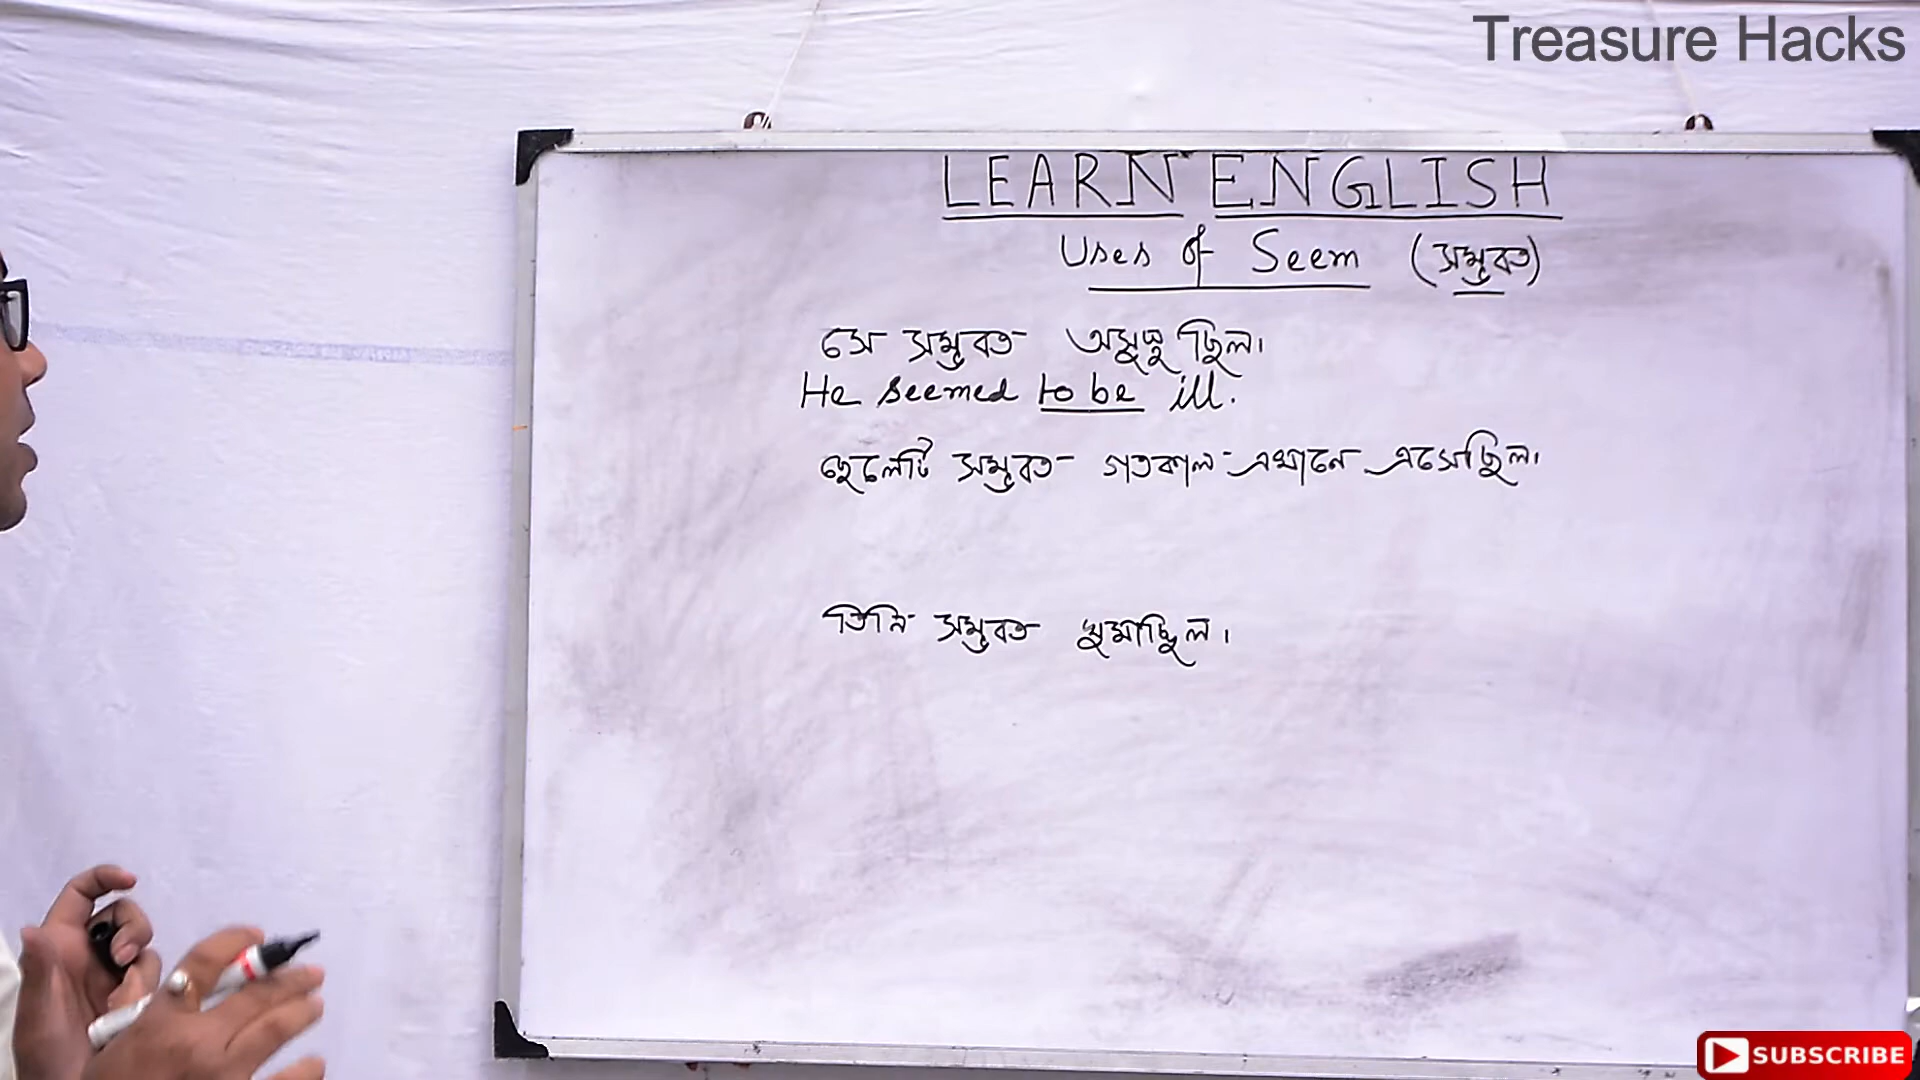 Treasure Hacks
LEARN ENGLISH
Uses of Seem (সম্ভবত)
সে সম্ভবত অসুস্থ ছিল।
He seemed to be ill.
ছেলেটি সম্ভবত গতকাল এখানে এসেছিল।
তিনি সম্ভবত ঘুমাচ্ছিল।
SUBSCRIBE